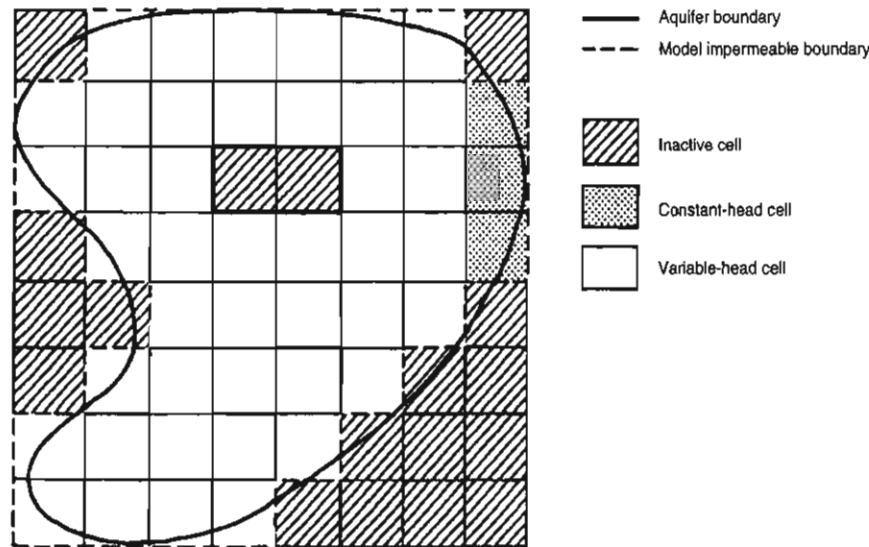 Aquifer boundary
Model impermeable boundary
Inactive cell
Constant-head cell
Variable-head cell